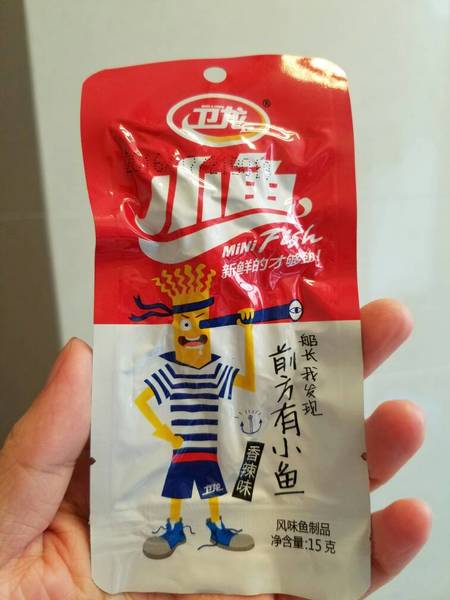 卫龙
®
小鱼
MiNi Fish
新鲜的才够鱼!
船长 我发现
前方有小鱼
香辣味
卫龙
风味鱼制品
净含量:15克